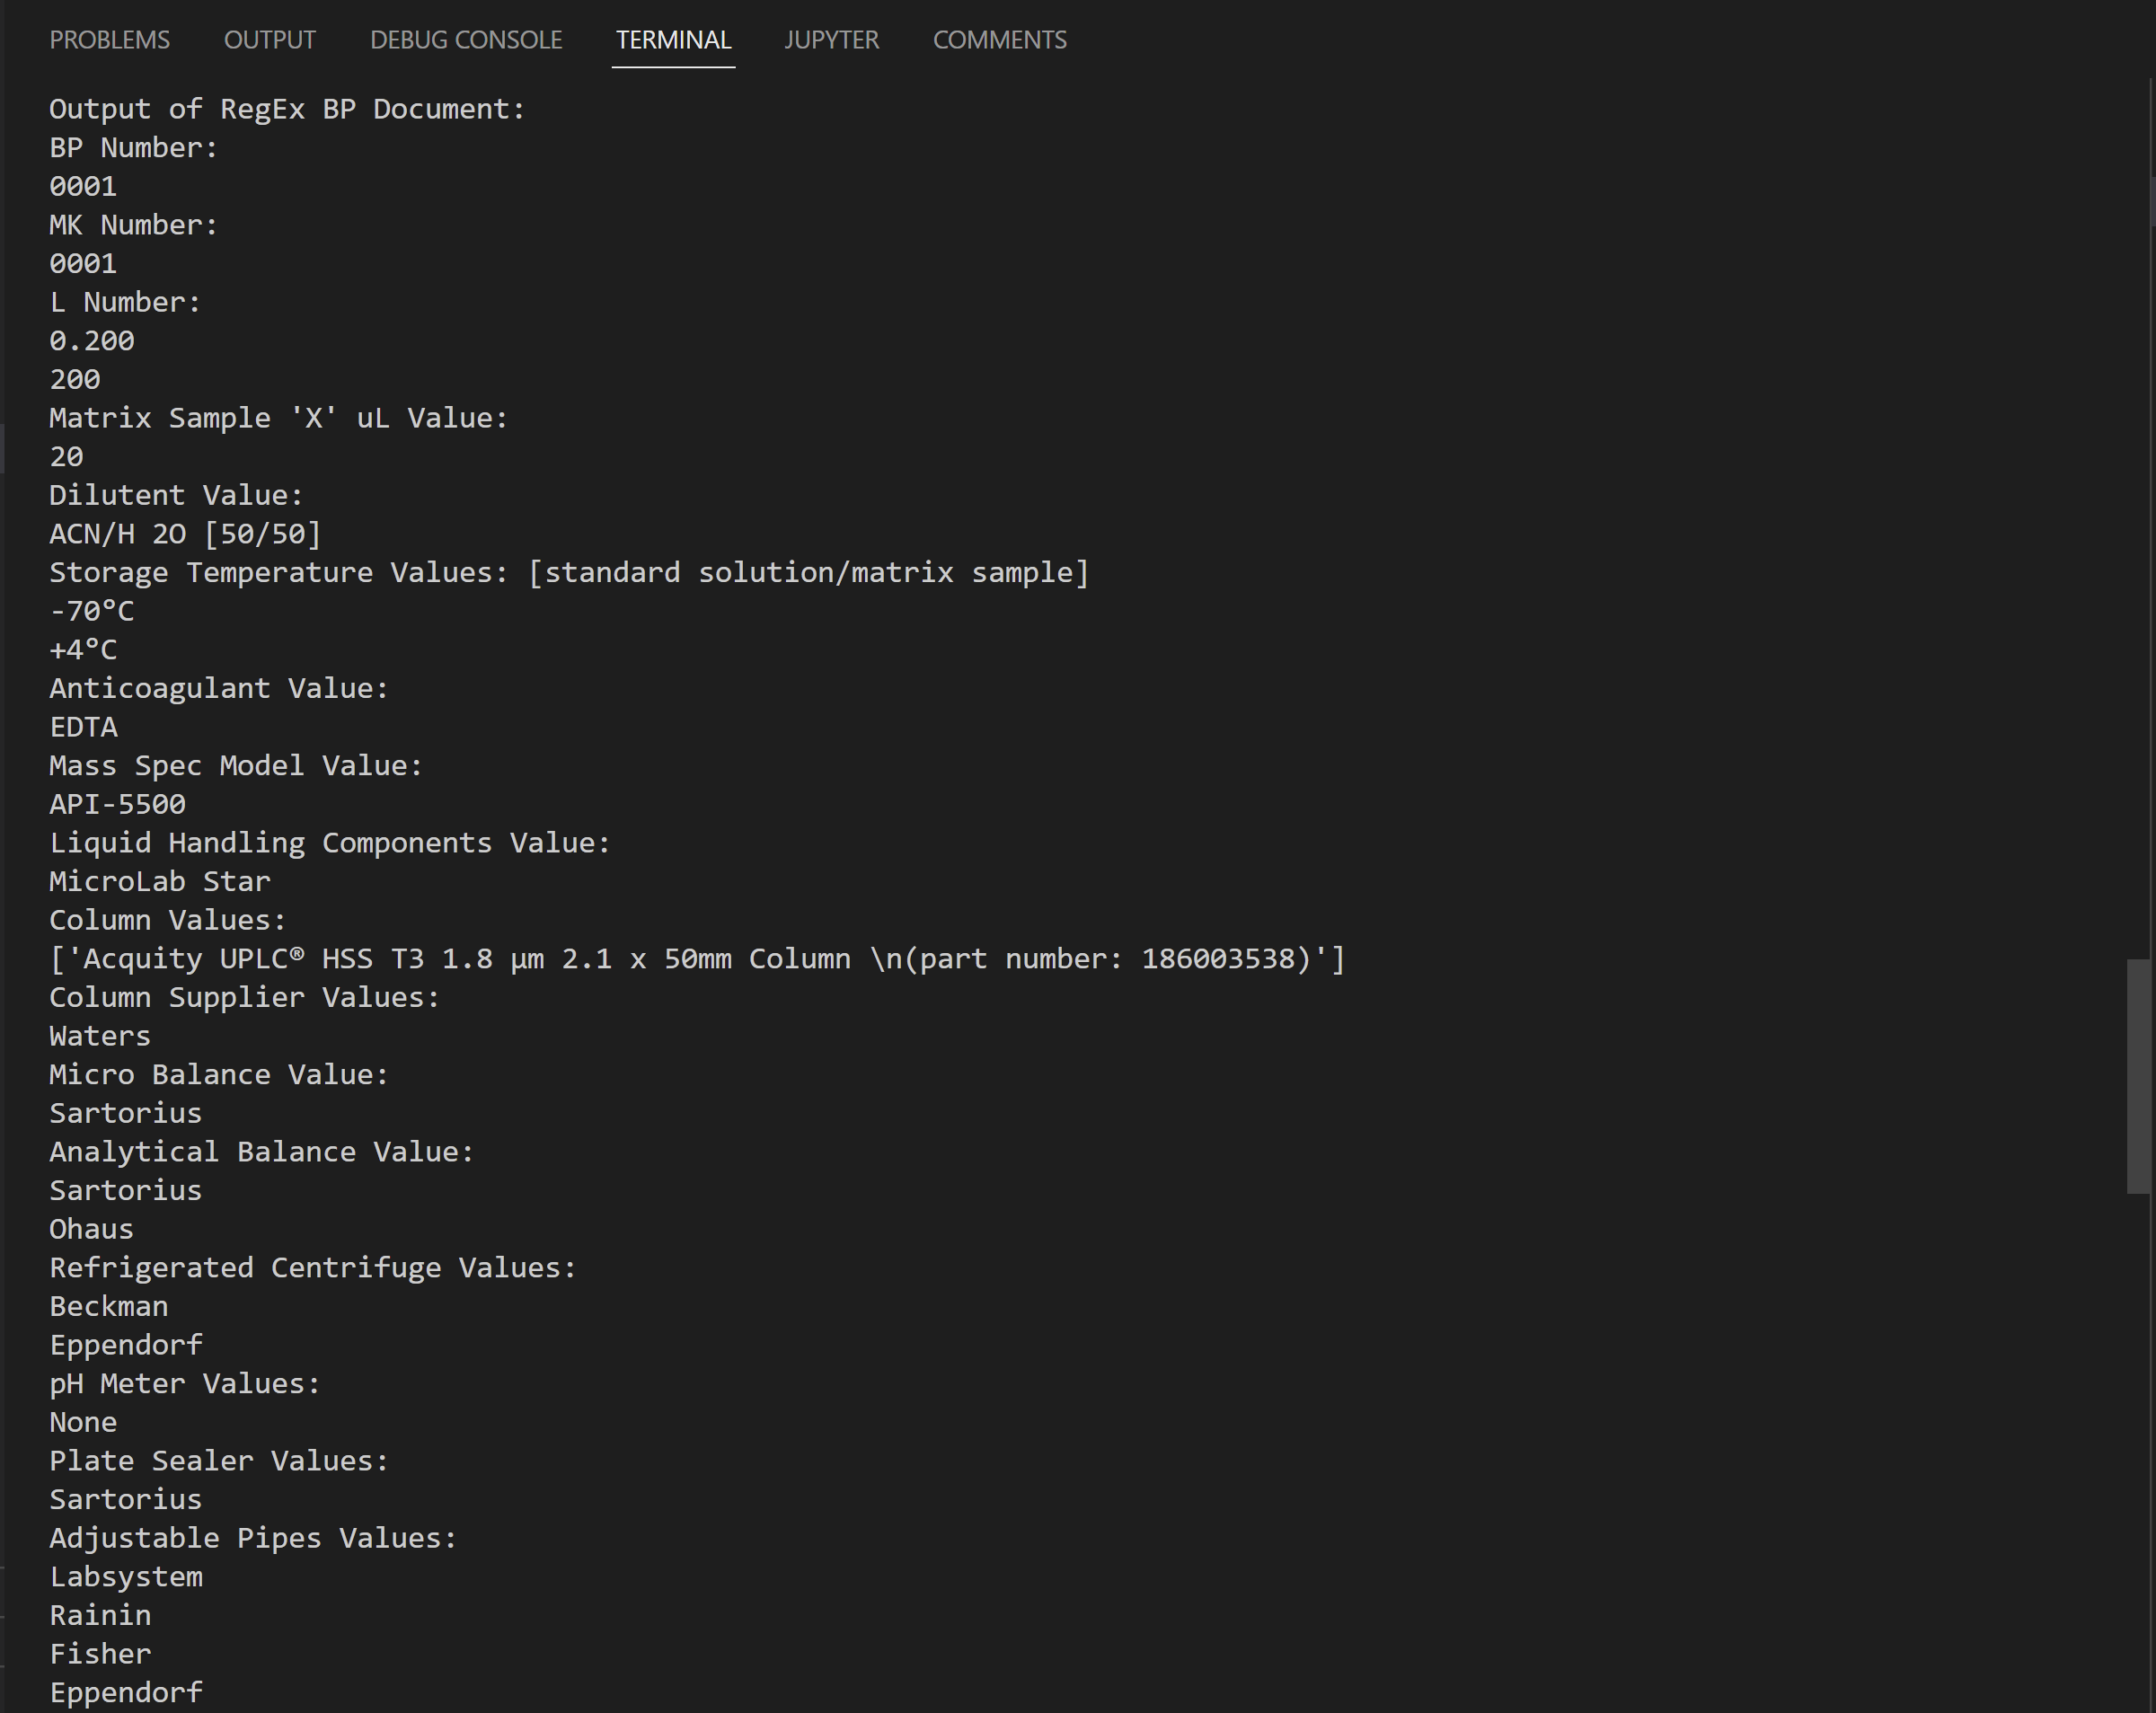 PROBLEMS OUTPUT DEBUG CONSOLE TERMINAL JUPYTER COMMENTS
Output of RegEx BP Document:
BP Number:
0001
MK Number:
0001
L Number:
0.200
200
Matrix Sample 'X' uL Value:
20
Dilutent Value:
ACN/H 2O [50/50]
Storage Temperature Values: [standard solution/matrix sample]
-70°C
+4°C
Anticoagulant Value:
EDTA
Mass Spec Model Value:
API-5500
Liquid Handling Components Value:
MicroLab Star
Column Values:
['Acquity UPLC® HSS T3 1.8 µm 2.1 x 50mm Column \n(part number: 186003538)']
Column Supplier Values:
Waters
Micro Balance Value:
Sartorius
Analytical Balance Value:
Sartorius
Ohaus
Refrigerated Centrifuge Values:
Beckman
Eppendorf
pH Meter Values:
None
Plate Sealer Values:
Sartorius
Adjustable Pipes Values:
Labsystem
Rainin
Fisher
Eppendorf